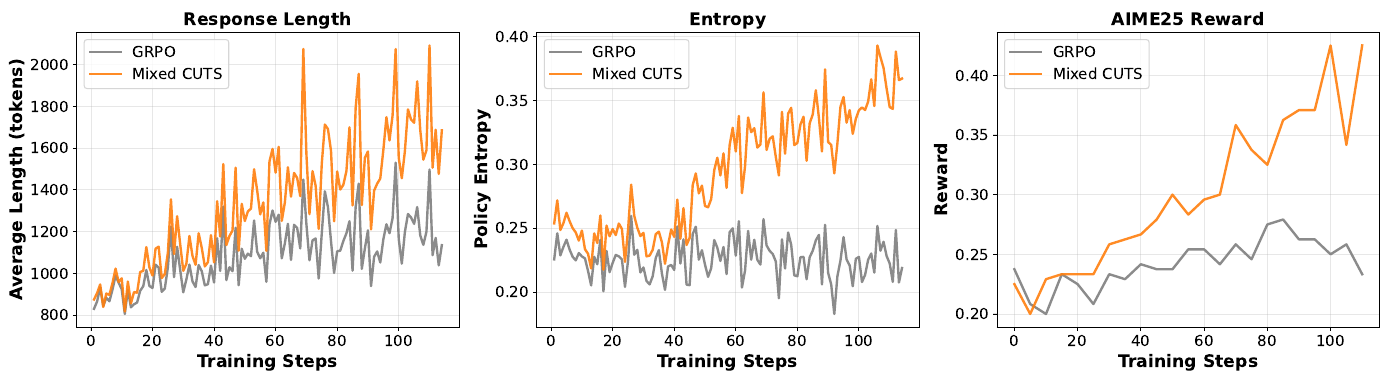 Response Length
GRPO
Mixed CUTS
Average Length (tokens)
2000
1800
1600
1400
1200
1000
800
0 20 40 60 80 100
Training Steps
Entropy
GRPO
Mixed CUTS
Policy Entropy
0.40
0.35
0.30
0.25
0.20
0 20 40 60 80 100
Training Steps
AIME25 Reward
GRPO
Mixed CUTS
Reward
0.40
0.35
0.30
0.25
0.20
0 20 40 60 80 100
Training Steps